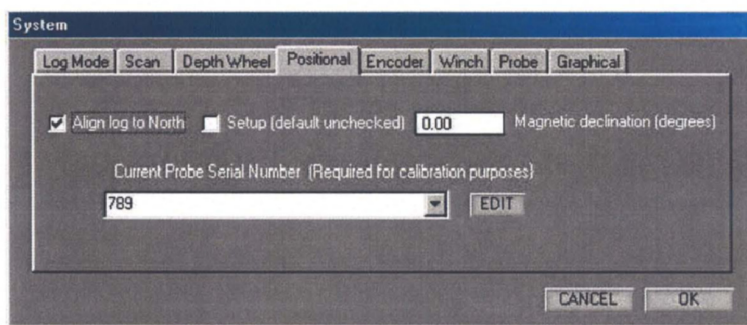 System
Log Mode Scan Depth Wheel Positional Encoder Winch Probe Graphical
Align log to North Setup (default unchecked) 0.00 Magnetic declination (degrees)
Current Probe Serial Number (Required for calibration purposes)
789 EDIT
CANCEL OK